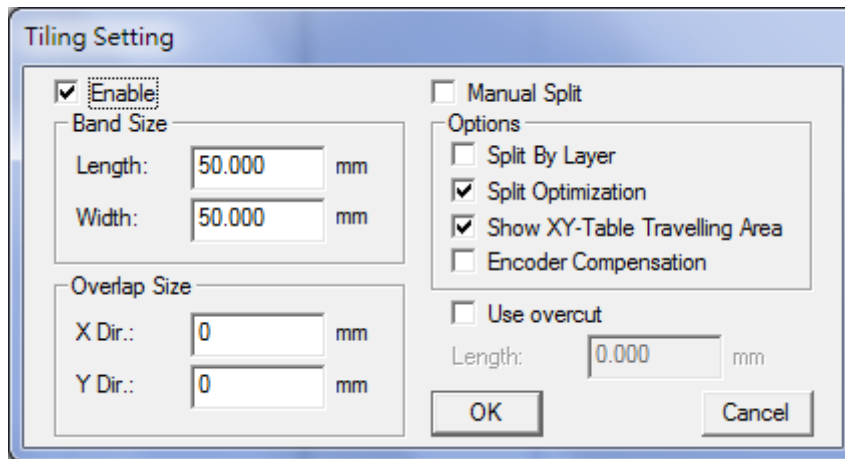 Tiling Setting
Enable
Band Size
Length: 50.000 mm
Width: 50.000 mm
Overlap Size
X Dir.: 0 mm
Y Dir.: 0 mm
Manual Split
Options
Split By Layer
Split Optimization
Show XY-Table Travelling Area
Encoder Compensation
Use overcut
Length: 0.000 mm
OK Cancel